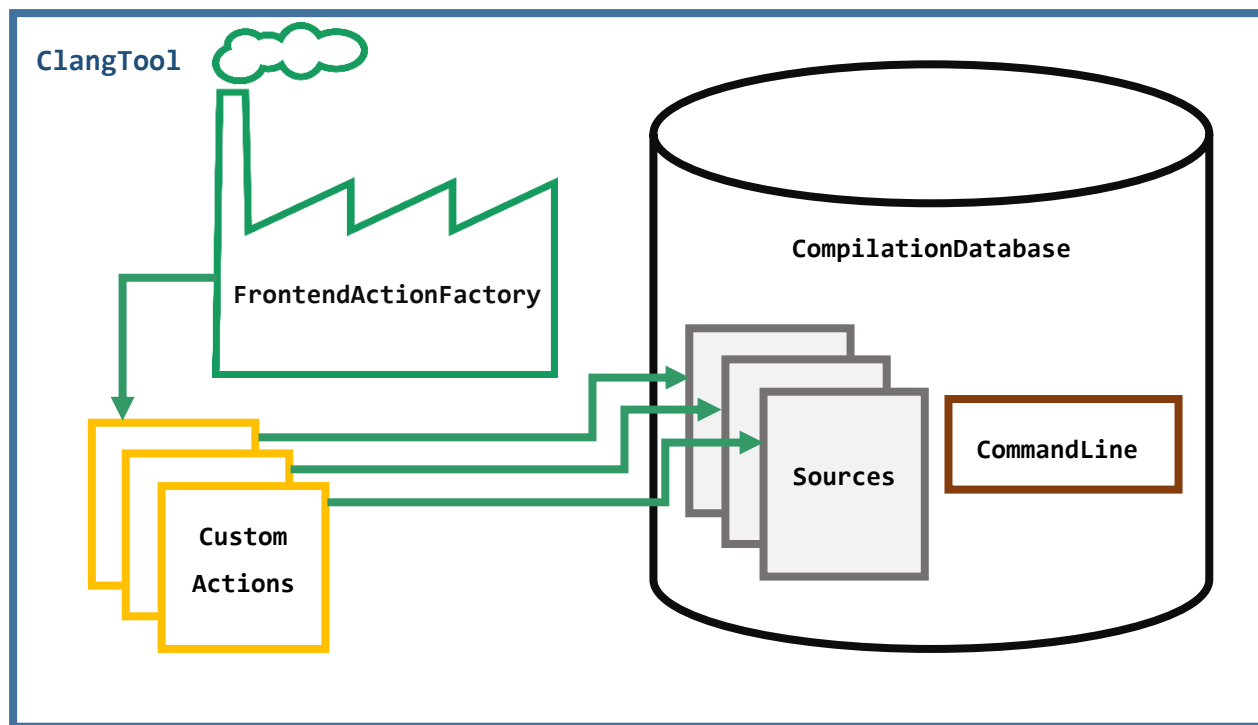 ClangTool
CompilationDatabase
FrontendActionFactory
CommandLine
Sources
Custom
Actions